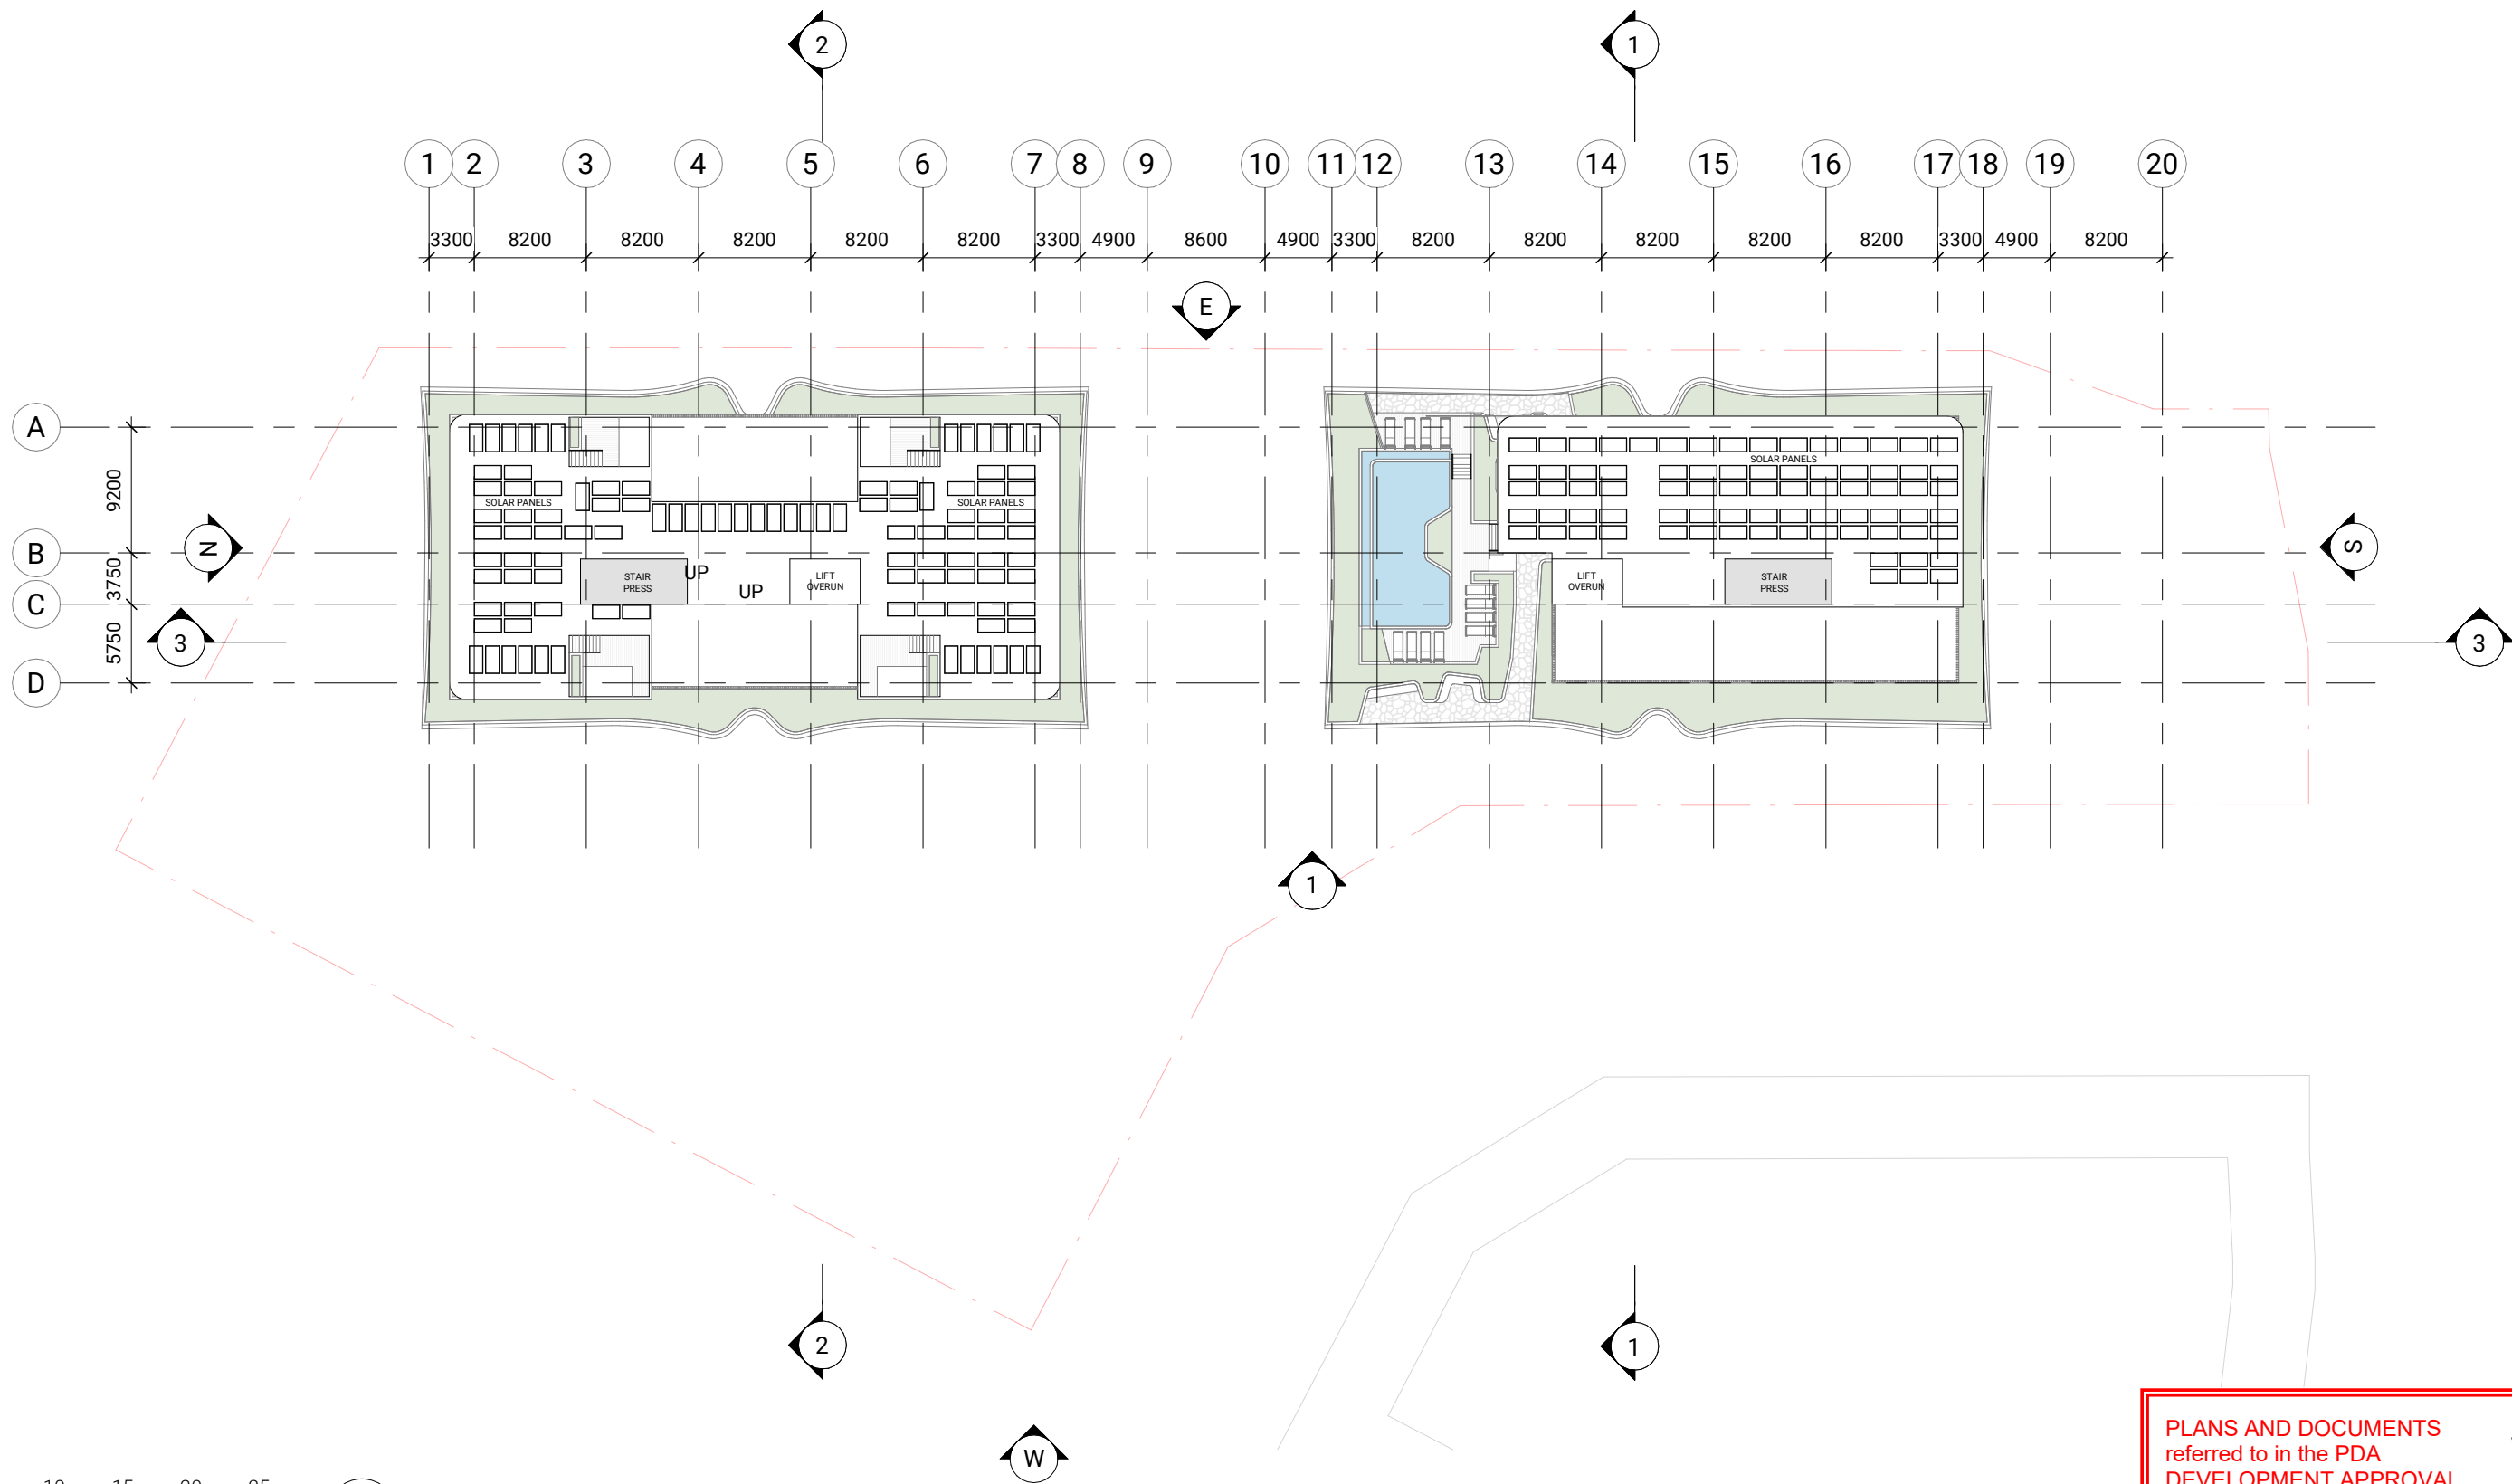 2 1
1 2 3 4 5 6 7 8 9 10 11 12 13 14 15 16 17 18 19 20
3300 8200 8200 8200 8200 8200 3300 4900 8600 4900 3300 8200 8200 8200 8200 8200 3300 4900 8200
E
A
9200
SOLAR PANELS
SOLAR PANELS SOLAR PANELS
N
S
B
3750
STAIR
PRESS
UP
UP
LIFT
OVERUN
LIFT
OVERUN
STAIR
PRESS
C
5750
3 3
D
1
2 1
W
PLANS AND DOCUMENTS
referred to in the PDA
DEVELOPMENT APPROVAL